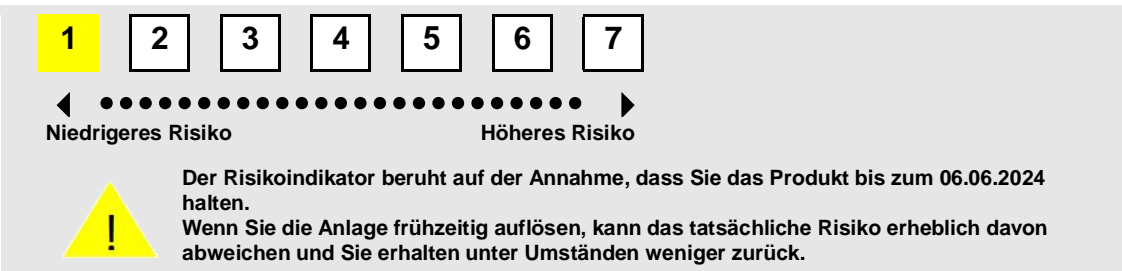 1 2 3 4 5 6 7
Niedrigeres Risiko Höheres Risiko
Der Risikoindikator beruht auf der Annahme, dass Sie das Produkt bis zum 06.06.2024
halten.
Wenn Sie die Anlage frühzeitig auflösen, kann das tatsächliche Risiko erheblich davon
! abweichen und Sie erhalten unter Umständen weniger zurück.